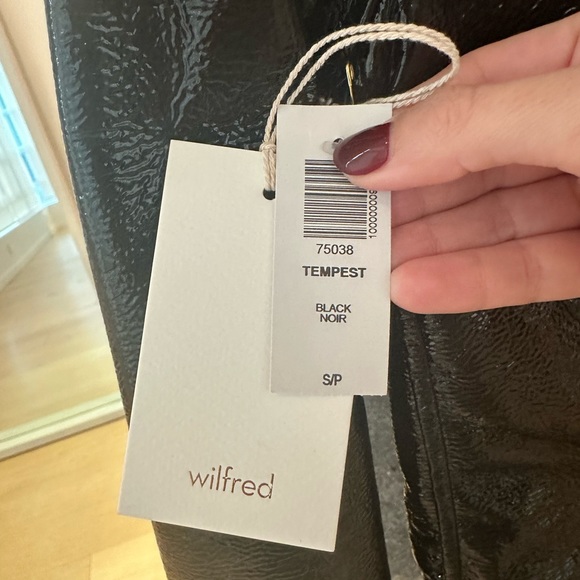 75038
TEMPEST
BLACK
NOIR
S/P
wilfred